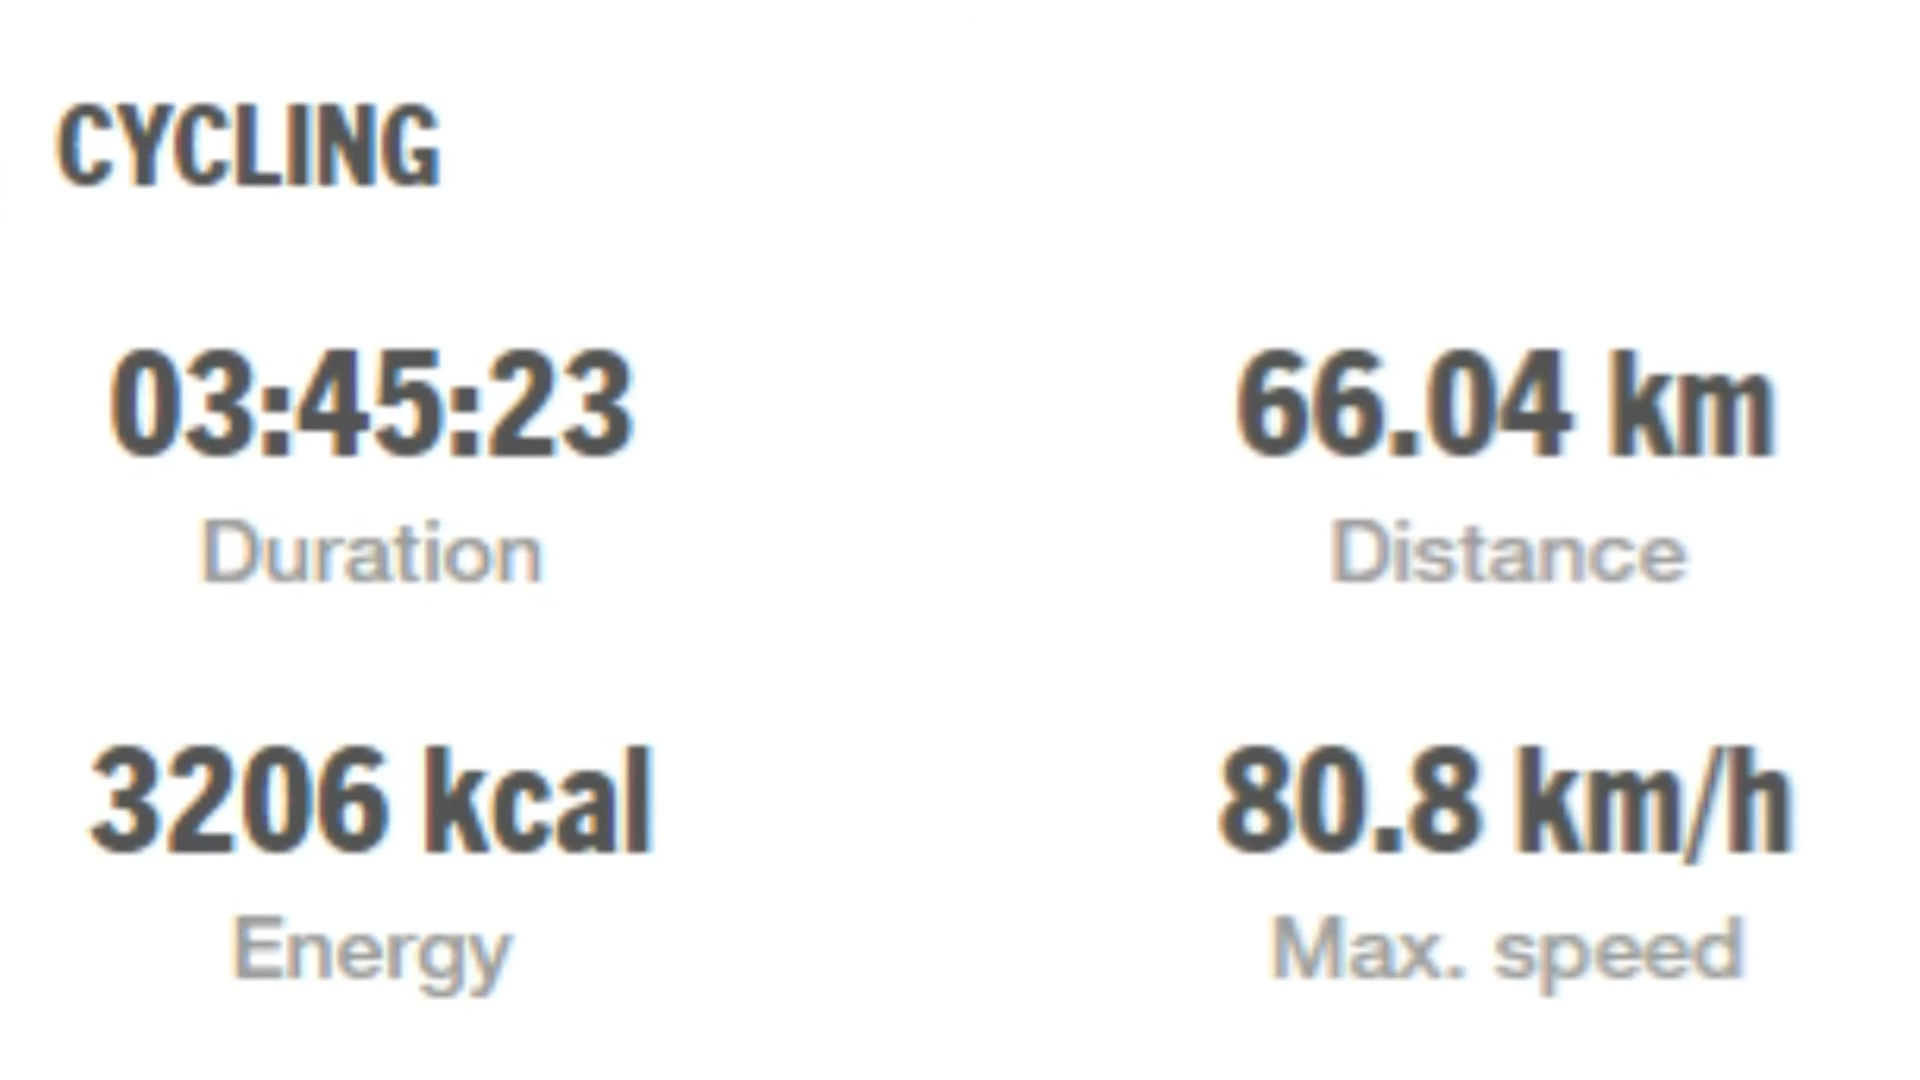 CYCLING
03:45:23 66.04 km
Duration Distance
3206 kcal 80.8 km/h
Energy Max. speed